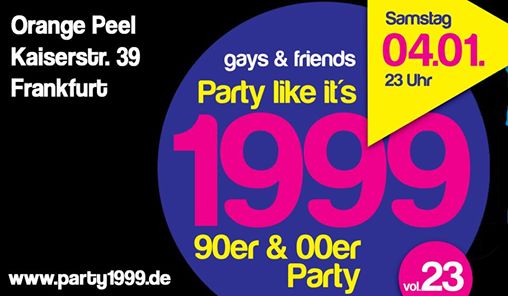 Orange Peel
Kaiserstr. 39
Frankfurt
Samstag
04.01.
23 Uhr
gays & friends
Party like it´s
1999
90er & 00er
Party
vol.23
www.party1999.de